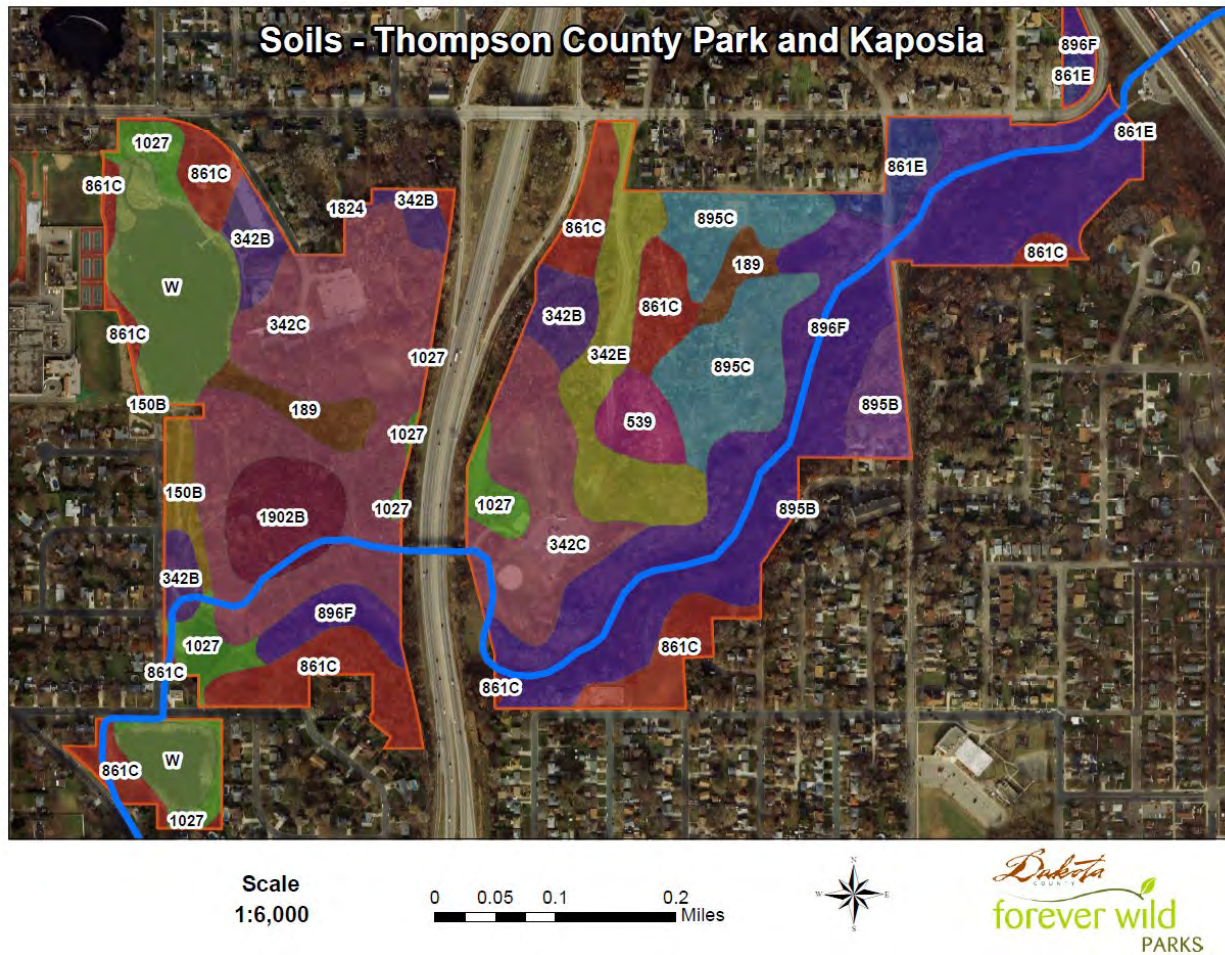 Soils - Thompson County Park and Kaposia
896F
861E
861E
1027
861C
861C
861E
1824
342B
895C
861C
342B
861C
189
W
861C
342B
342C
896F
861C
1027
342E
895C
150B
189
895B
539
1027
150B
1027
1027
1902B
895B
342C
342B
896F
1027
861C
861C
861C
861C
W
861C
1027
Scale
1:6,000
0 0.05 0.1 0.2
Miles
N
W E
S
Dakota
COUNTY
forever wild
PARKS